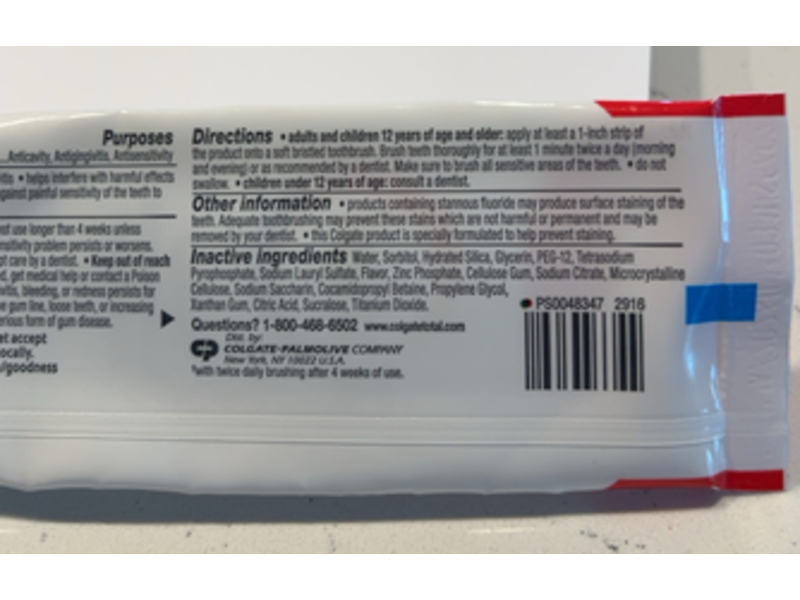 Purposes
Anticavity, Antigingivitis, Antisensitivity
itis • helps interfere with harmful effects
against painful sensitivity of the teeth to
not use longer than 4 weeks unless
sensitivity problem persists or worsens.
pt care by a dentist. • Keep out of reach
d, get medical help or contact a Poison
vitis, bleeding, or redness persists for
ve gum line, loose teeth, or increasing
erious form of gum disease.
et accept
ocally.
/goodness
Directions • adults and children 12 years of age and older: apply at least a 1-inch strip of
the product onto a soft bristled toothbrush. Brush teeth thoroughly for at least 1 minute twice a day (morning
and evening) or as recommended by a dentist. Make sure to brush all sensitive areas of the teeth. • do not
swallow. • children under 12 years of age: consult a dentist.
Other information • products containing stannous fluoride may produce surface staining of the
teeth. Adequate toothbrushing may prevent these stains which are not harmful or permanent and may be
removed by your dentist. • this Colgate product is specially formulated to help prevent staining.
Inactive ingredients Water, Sorbitol, Hydrated Silica, Glycerin, PEG-12, Tetrasodium
Pyrophosphate, Sodium Lauryl Sulfate, Flavor, Zinc Phosphate, Cellulose Gum, Sodium Citrate, Microcrystalline
Cellulose, Sodium Saccharin, Cocamidopropyl Betaine, Propylene Glycol,
Xanthan Gum, Citric Acid, Sucralose, Titanium Dioxide.
Questions? 1-800-468-6502 www.colgatetotal.com
Dist. by:
CP COLGATE-PALMOLIVE COMPANY
New York, NY 10022 U.S.A.
*with twice daily brushing after 4 weeks of use.
PS0048347 2916